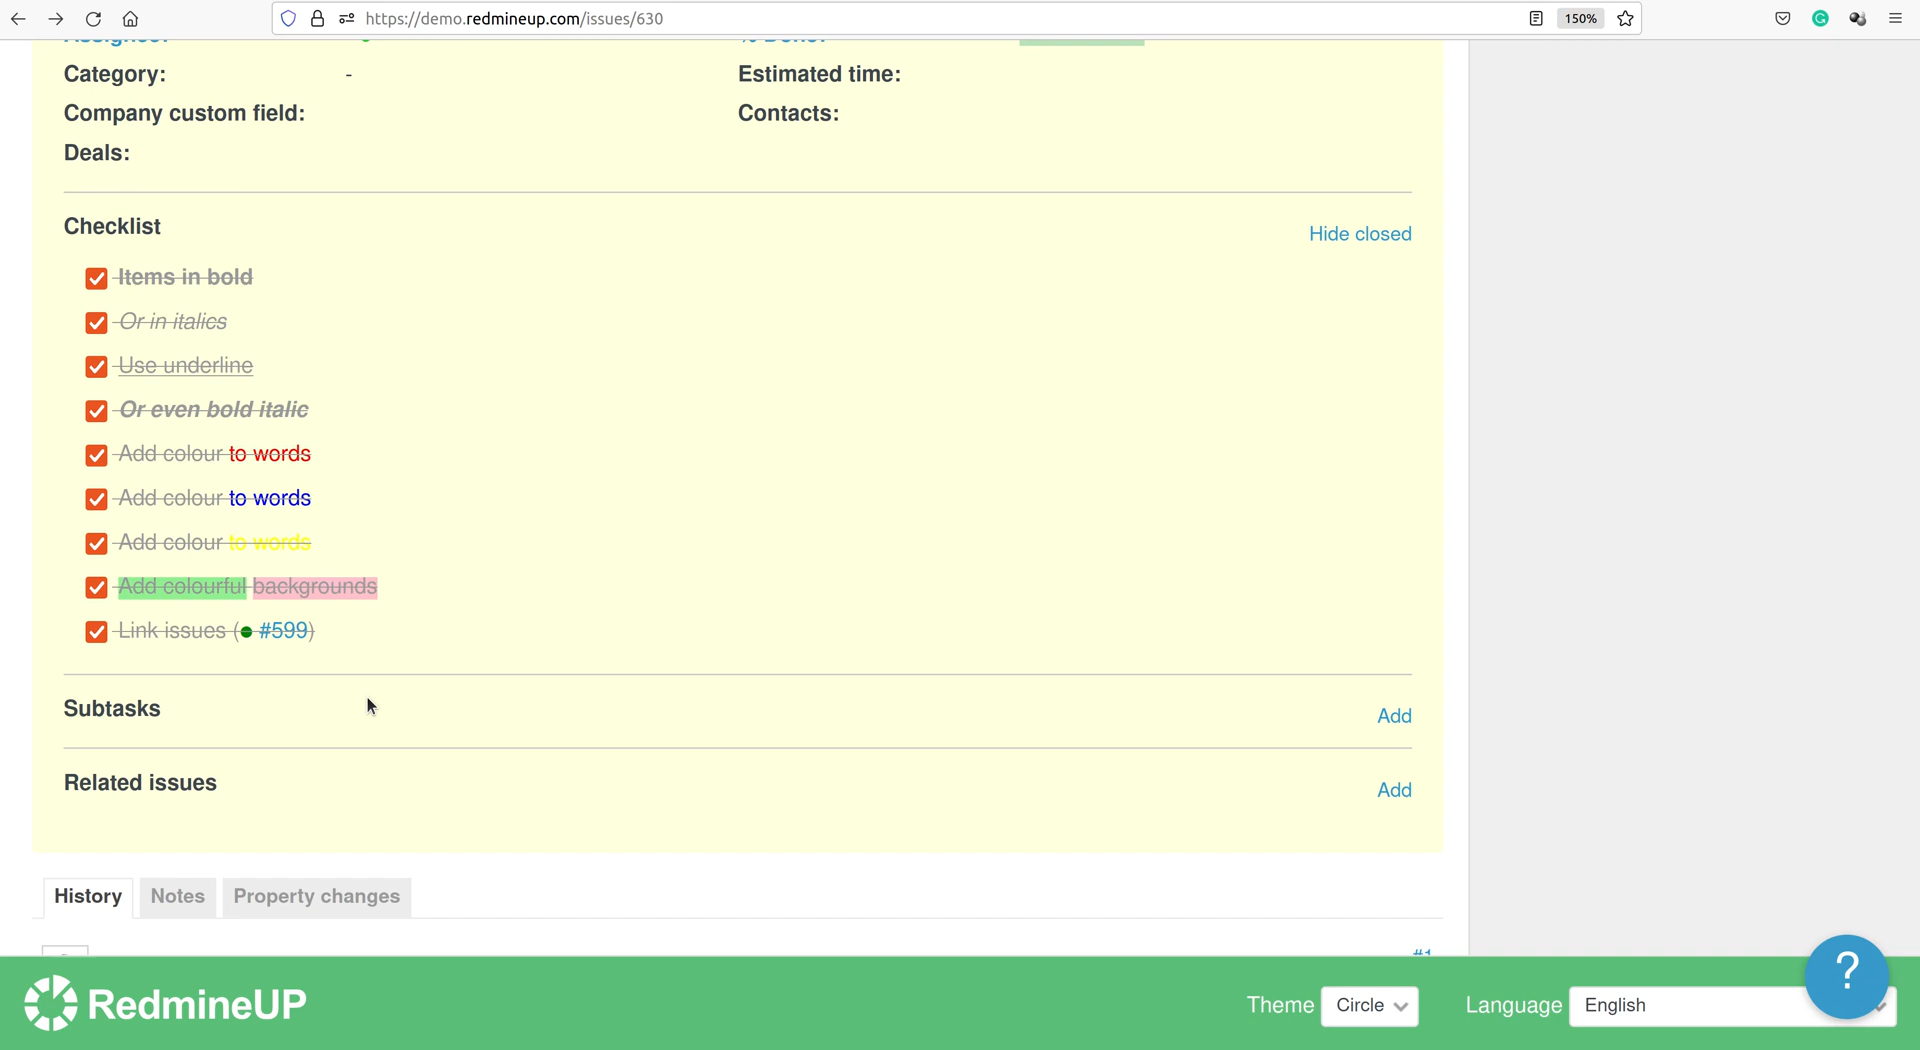 https://demo.redmineup.com/issues/630
150%
Category: -
Estimated time:
Company custom field:
Contacts:
Deals:
Checklist
Hide closed
Items in bold
Or in italics
Use underline
Or even bold italic
Add colour to words
Add colour to words
Add colour to words
Add colourful backgrounds
Link issues (● #599)
Subtasks
Add
Related issues
Add
History Notes Property changes
#1
RedmineUP
Theme Circle Language English
?